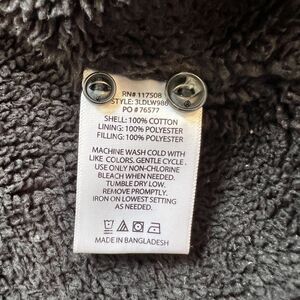 RN# 117508
STYLE: 3LDLW986
PO # 76577
SHELL: 100% COTTON
LINING: 100% POLYESTER
FILLING: 100% POLYESTER
MACHINE WASH COLD WITH
LIKE COLORS. GENTLE CYCLE.
USE ONLY NON-CHLORINE
BLEACH WHEN NEEDED.
TUMBLE DRY LOW.
REMOVE PROMPTLY.
IRON ON LOWEST SETTING
AS NEEDED.
MADE IN BANGLADESH